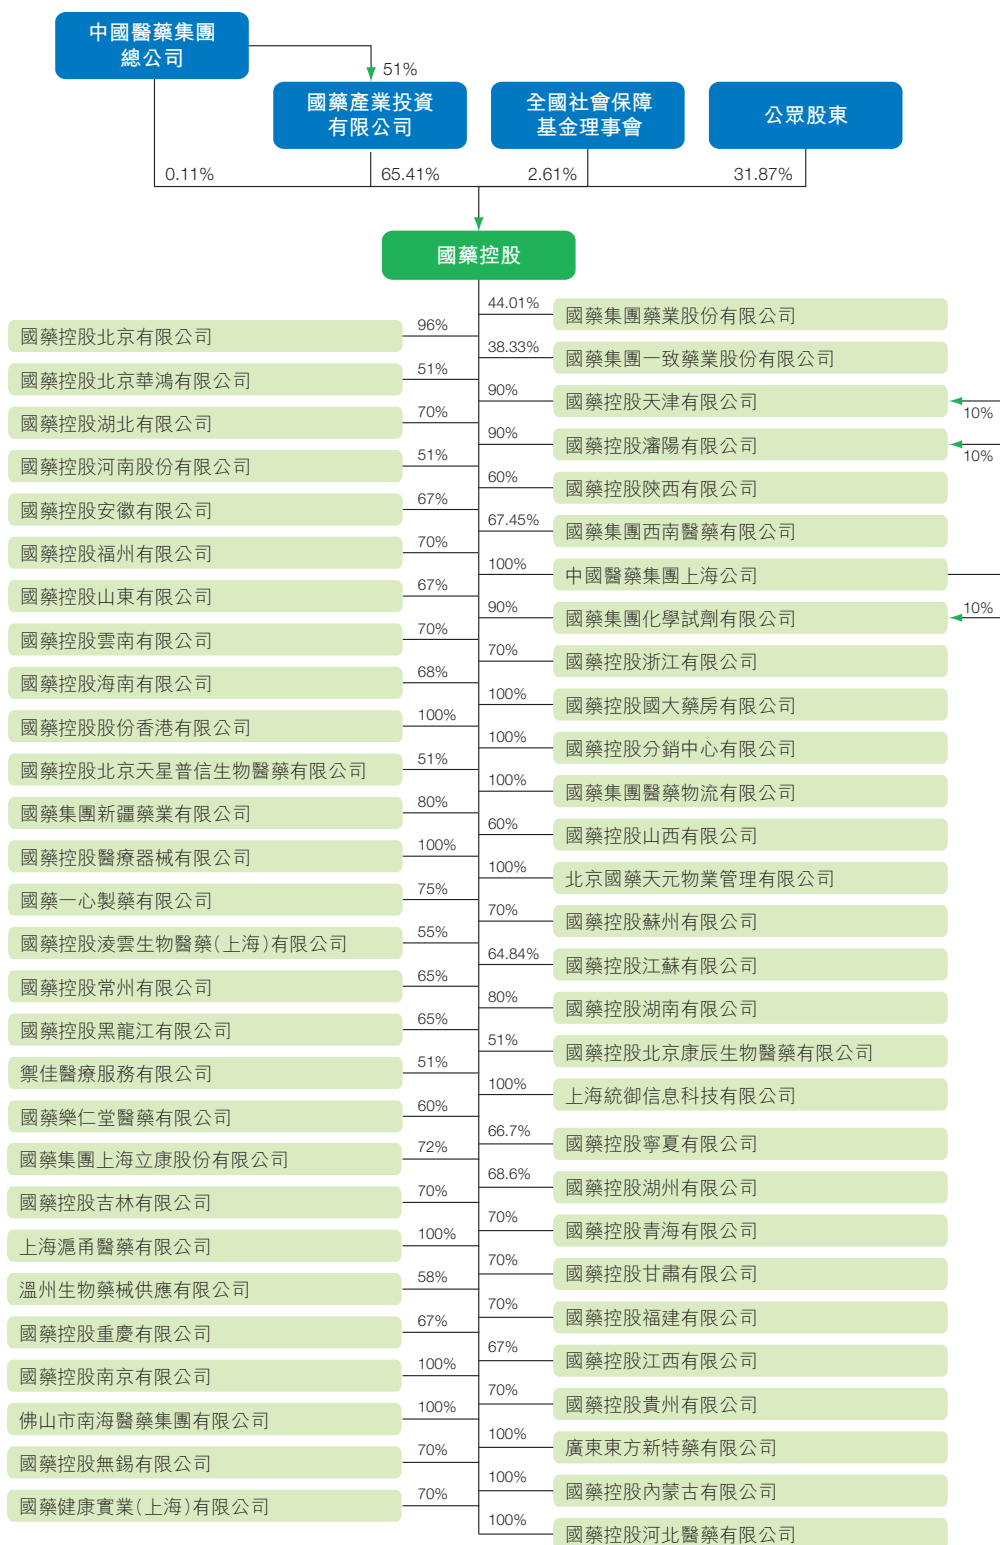 中國醫藥集團
總公司
51%
國藥產業投資
有限公司
全國社會保障
基金理事會
公眾股東
0.11%
65.41%
2.61%
31.87%
國藥控股
44.01%
國藥集團藥業股份有限公司
96%
國藥控股北京有限公司
38.33%
國藥集團一致藥業股份有限公司
51%
國藥控股北京華鴻有限公司
90%
國藥控股天津有限公司
10%
70%
國藥控股湖北有限公司
90%
國藥控股瀋陽有限公司
10%
51%
國藥控股河南股份有限公司
60%
國藥控股陝西有限公司
67%
國藥控股安徽有限公司
67.45%
國藥集團西南醫藥有限公司
70%
國藥控股福州有限公司
100%
中國醫藥集團上海公司
67%
國藥控股山東有限公司
90%
國藥集團化學試劑有限公司
10%
70%
國藥控股雲南有限公司
70%
國藥控股浙江有限公司
68%
國藥控股海南有限公司
100%
國藥控股國大藥房有限公司
100%
國藥控股股份香港有限公司
100%
國藥控股分銷中心有限公司
51%
國藥控股北京天星普信生物醫藥有限公司
100%
國藥集團醫藥物流有限公司
80%
國藥集團新疆藥業有限公司
60%
國藥控股山西有限公司
100%
國藥控股醫療器械有限公司
100%
北京國藥天元物業管理有限公司
75%
國藥一心製藥有限公司
70%
國藥控股蘇州有限公司
55%
國藥控股淩雲生物醫藥(上海)有限公司
64.84%
國藥控股江蘇有限公司
65%
國藥控股常州有限公司
80%
國藥控股湖南有限公司
65%
國藥控股黑龍江有限公司
51%
國藥控股北京康辰生物醫藥有限公司
51%
禦佳醫療服務有限公司
100%
上海統御信息科技有限公司
60%
國藥樂仁堂醫藥有限公司
66.7%
國藥控股寧夏有限公司
72%
國藥集團上海立康股份有限公司
68.6%
國藥控股湖州有限公司
70%
國藥控股吉林有限公司
70%
國藥控股青海有限公司
100%
上海滬甬醫藥有限公司
70%
國藥控股甘肅有限公司
58%
溫州生物藥械供應有限公司
70%
國藥控股福建有限公司
67%
國藥控股重慶有限公司
67%
國藥控股江西有限公司
100%
國藥控股南京有限公司
70%
國藥控股貴州有限公司
100%
佛山市南海醫藥集團有限公司
100%
廣東東方新特藥有限公司
70%
國藥控股無錫有限公司
100%
國藥控股內蒙古有限公司
70%
國藥健康實業(上海)有限公司
100%
國藥控股河北醫藥有限公司